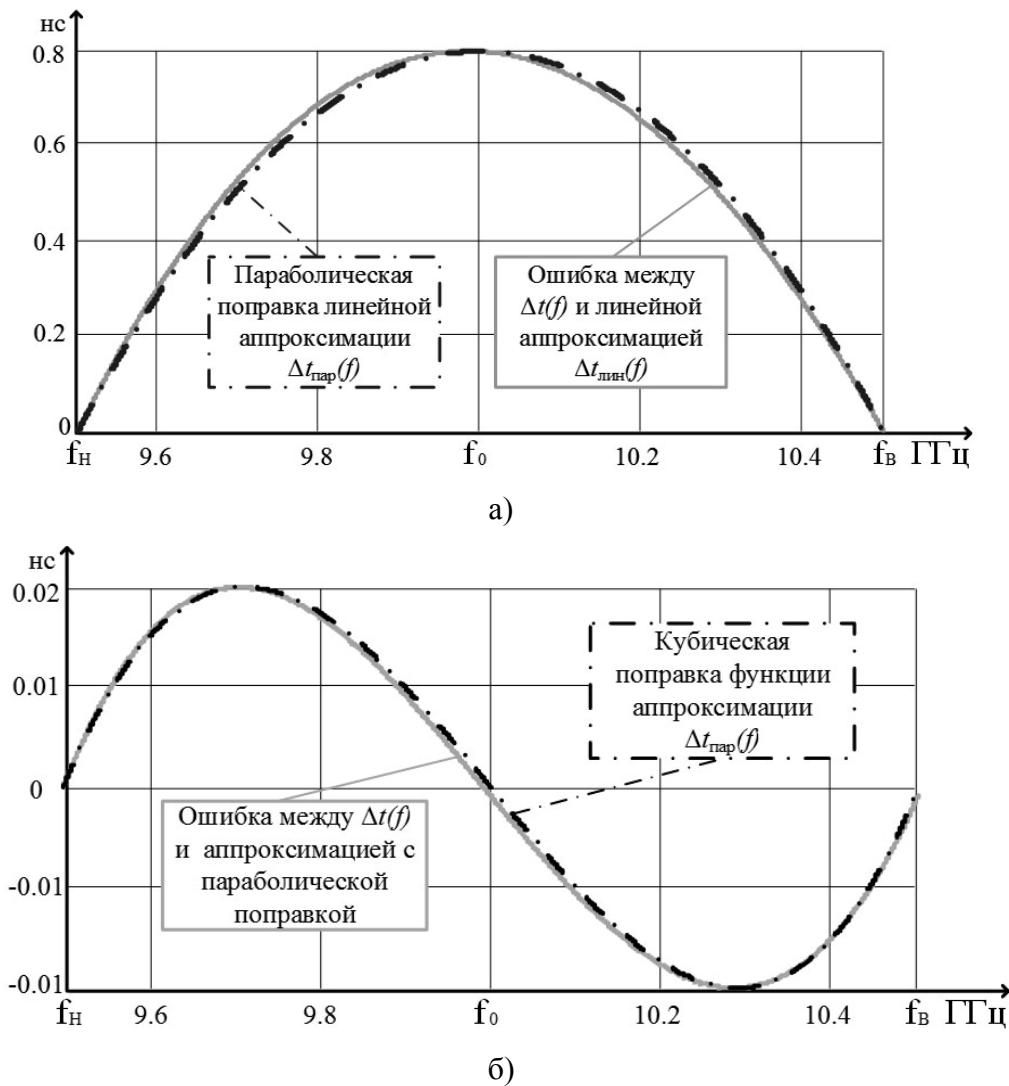 нс
0.8
0.6
0.4
0.2
0
Параболическая
поправка линейной
аппроксимации
Δtпар(f)
Ошибка между
Δt(f) и линейной
аппроксимацией
Δtлин(f)
fН 9.6 9.8 f0 10.2 10.4 fВ ГГц
а)
нс
0.02
0.01
0
-0.01
-0.01
Кубическая
поправка функции
аппроксимации
Δtпар(f)
Ошибка между Δt(f)
и аппроксимацией с
параболической
поправкой
fН 9.6 9.8 f0 10.2 10.4 fВ ГГц
б)